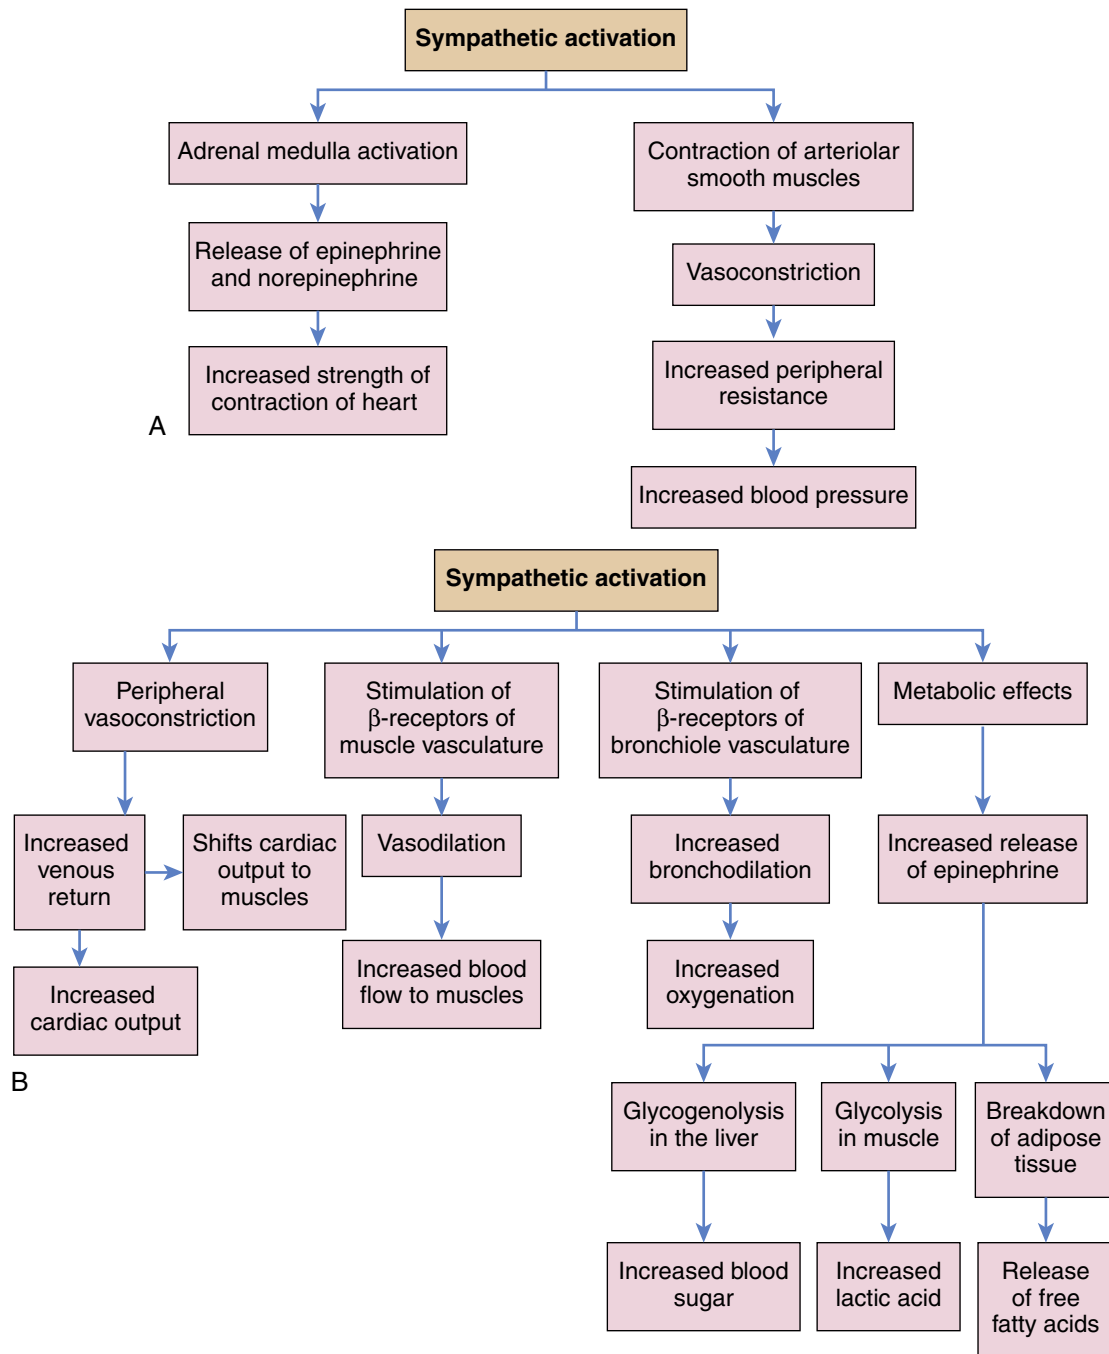 Sympathetic activation
Adrenal medulla activation
Release of epinephrine
and norepinephrine
Increased strength of
contraction of heart
A
Contraction of arteriolar
smooth muscles
Vasoconstriction
Increased peripheral
resistance
Increased blood pressure
Sympathetic activation
Peripheral
vasoconstriction
Increased
venous
return
Shifts cardiac
output to
muscles
Increased
cardiac output
B
Stimulation of
β-receptors of
muscle vasculature
Vasodilation
Increased blood
flow to muscles
Stimulation of
β-receptors of
bronchiole vasculature
Increased
bronchodilation
Increased
oxygenation
Metabolic effects
Increased release
of epinephrine
Glycogenolysis
in the liver
Increased blood
sugar
Glycolysis
in muscle
Increased
lactic acid
Breakdown
of adipose
tissue
Release
of free
fatty acids